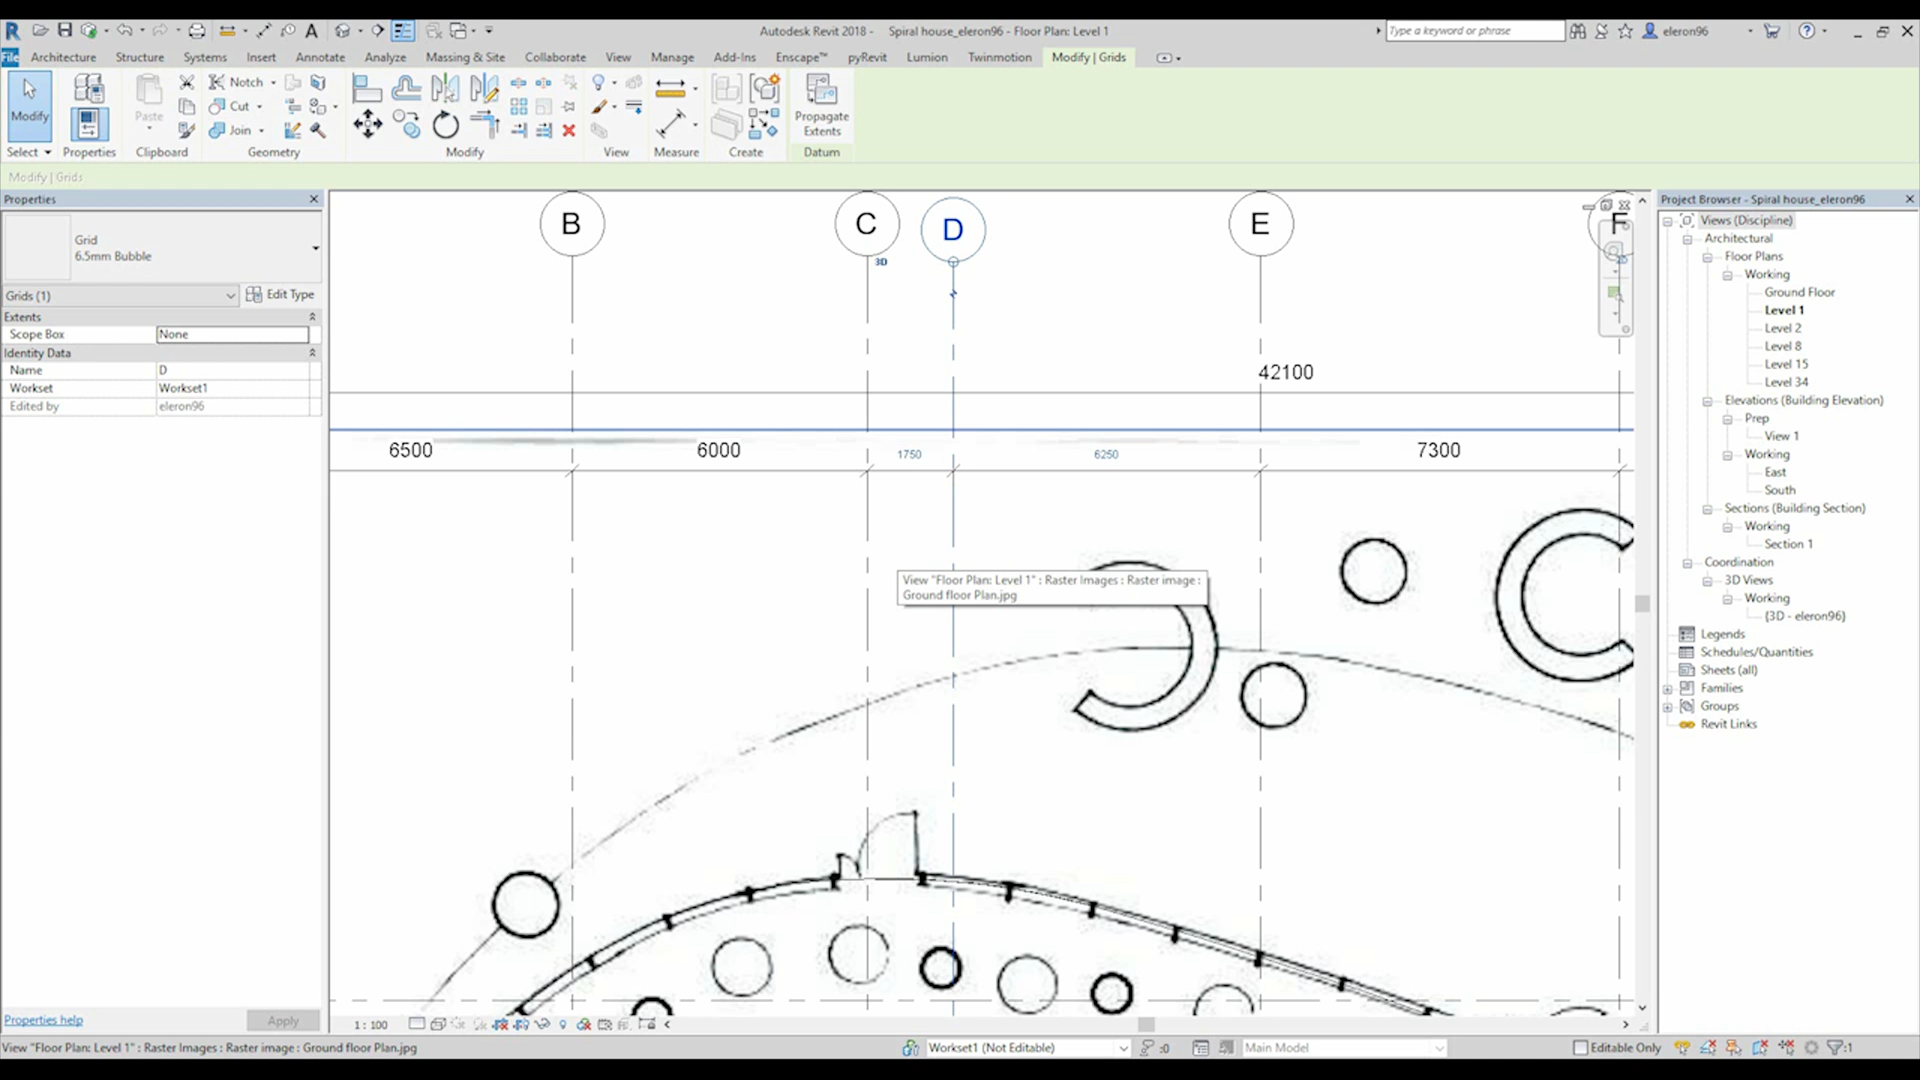 Autodesk Revit 2018 - Spiral house_eleron96 - Floor Plan: Level 1
Type a keyword or phrase
eleron96
File Architecture Structure Systems Insert Annotate Analyze Massing & Site Collaborate View Manage Add-Ins Enscape™ pyRevit Lumion Twinmotion Modify | Grids
Modify
Paste
Notch
Cut
Join
Propagate
Extents
Select Properties Clipboard Geometry Modify View Measure Create Datum
Modify | Grids
Properties
Grid
6.5mm Bubble
Grids (1)
Edit Type
Extents
Scope Box None
Identity Data
Name D
Workset Workset1
Edited by eleron96
Properties help
Apply
B C D E F
3D
42100
6500 6000 1750 6250 7300
View "Floor Plan: Level 1" : Raster Images : Raster image :
Ground floor Plan.jpg
Project Browser - Spiral house_eleron96
Views (Discipline)
Architectural
Floor Plans
Working
Ground Floor
Level 1
Level 2
Level 8
Level 15
Level 34
Elevations (Building Elevation)
Prep
View 1
Working
East
South
Sections (Building Section)
Working
Section 1
Coordination
3D Views
Working
{3D - eleron96}
Legends
Schedules/Quantities
Sheets (all)
Families
Groups
Revit Links
1 : 100
View "Floor Plan: Level 1" : Raster Images : Raster image : Ground floor Plan.jpg
Workset1 (Not Editable)
:0
Main Model
Editable Only
:1